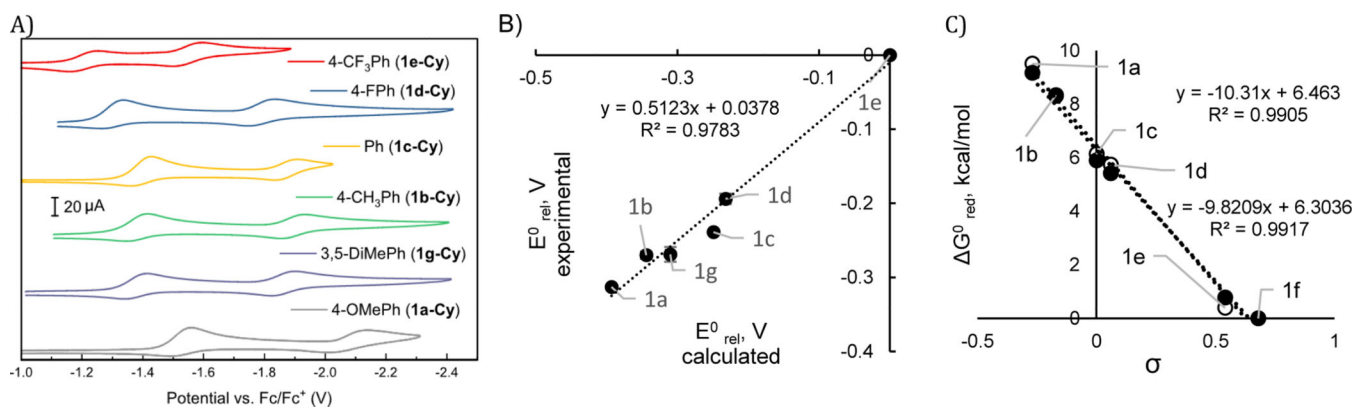 A)
4-CF₃Ph (1e-Cy)
4-FPh (1d-Cy)
Ph (1c-Cy)
20 µA
4-CH₃Ph (1b-Cy)
3,5-DiMePh (1g-Cy)
4-OMePh (1a-Cy)
-1.0 -1.2 -1.4 -1.6 -1.8 -2.0 -2.2 -2.4
Potential vs. Fc/Fc⁺ (V)
B)
-0.5 -0.3 -0.1 0
y = 0.5123x + 0.0378
R² = 0.9783
1e
-0.1
1d
-0.2
1b
1c
1g
-0.3
1a
-0.4
E⁰rel, V
experimental
E⁰rel, V
calculated
C)
10
1a
8
y = -10.31x + 6.463
R² = 0.9905
1b
1c
6
1d
4
y = -9.8209x + 6.3036
R² = 0.9917
2
1e
1f
0
-0.5 0 0.5 1
σ
ΔG⁰red, kcal/mol